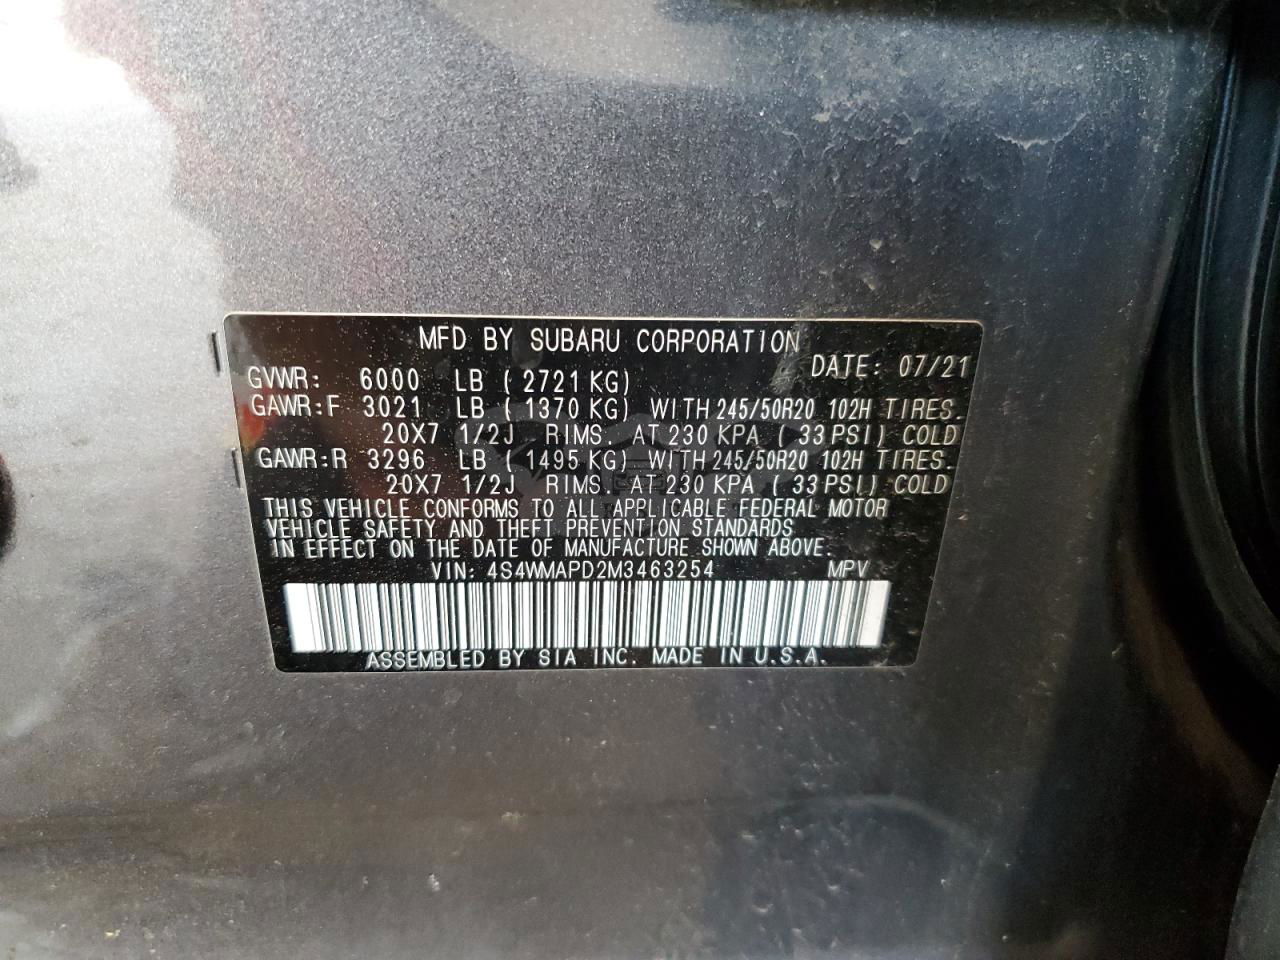 MFD BY SUBARU CORPORATION
DATE: 07/21
GVWR: 6000 LB ( 2721 KG)
GAWR:F 3021 LB ( 1370 KG) WITH 245/50R20 102H TIRES.
20X7 1/2J RIMS. AT 230 KPA ( 33 PSI) COLD
GAWR:R 3296 LB ( 1495 KG) WITH 245/50R20 102H TIRES.
20X7 1/2J RIMS. AT 230 KPA ( 33 PSI) COLD
THIS VEHICLE CONFORMS TO ALL APPLICABLE FEDERAL MOTOR
VEHICLE SAFETY AND THEFT PREVENTION STANDARDS
IN EFFECT ON THE DATE OF MANUFACTURE SHOWN ABOVE.
VIN: 4S4WMAPD2M3463254 MPV
ASSEMBLED BY SIA INC. MADE IN U.S.A.